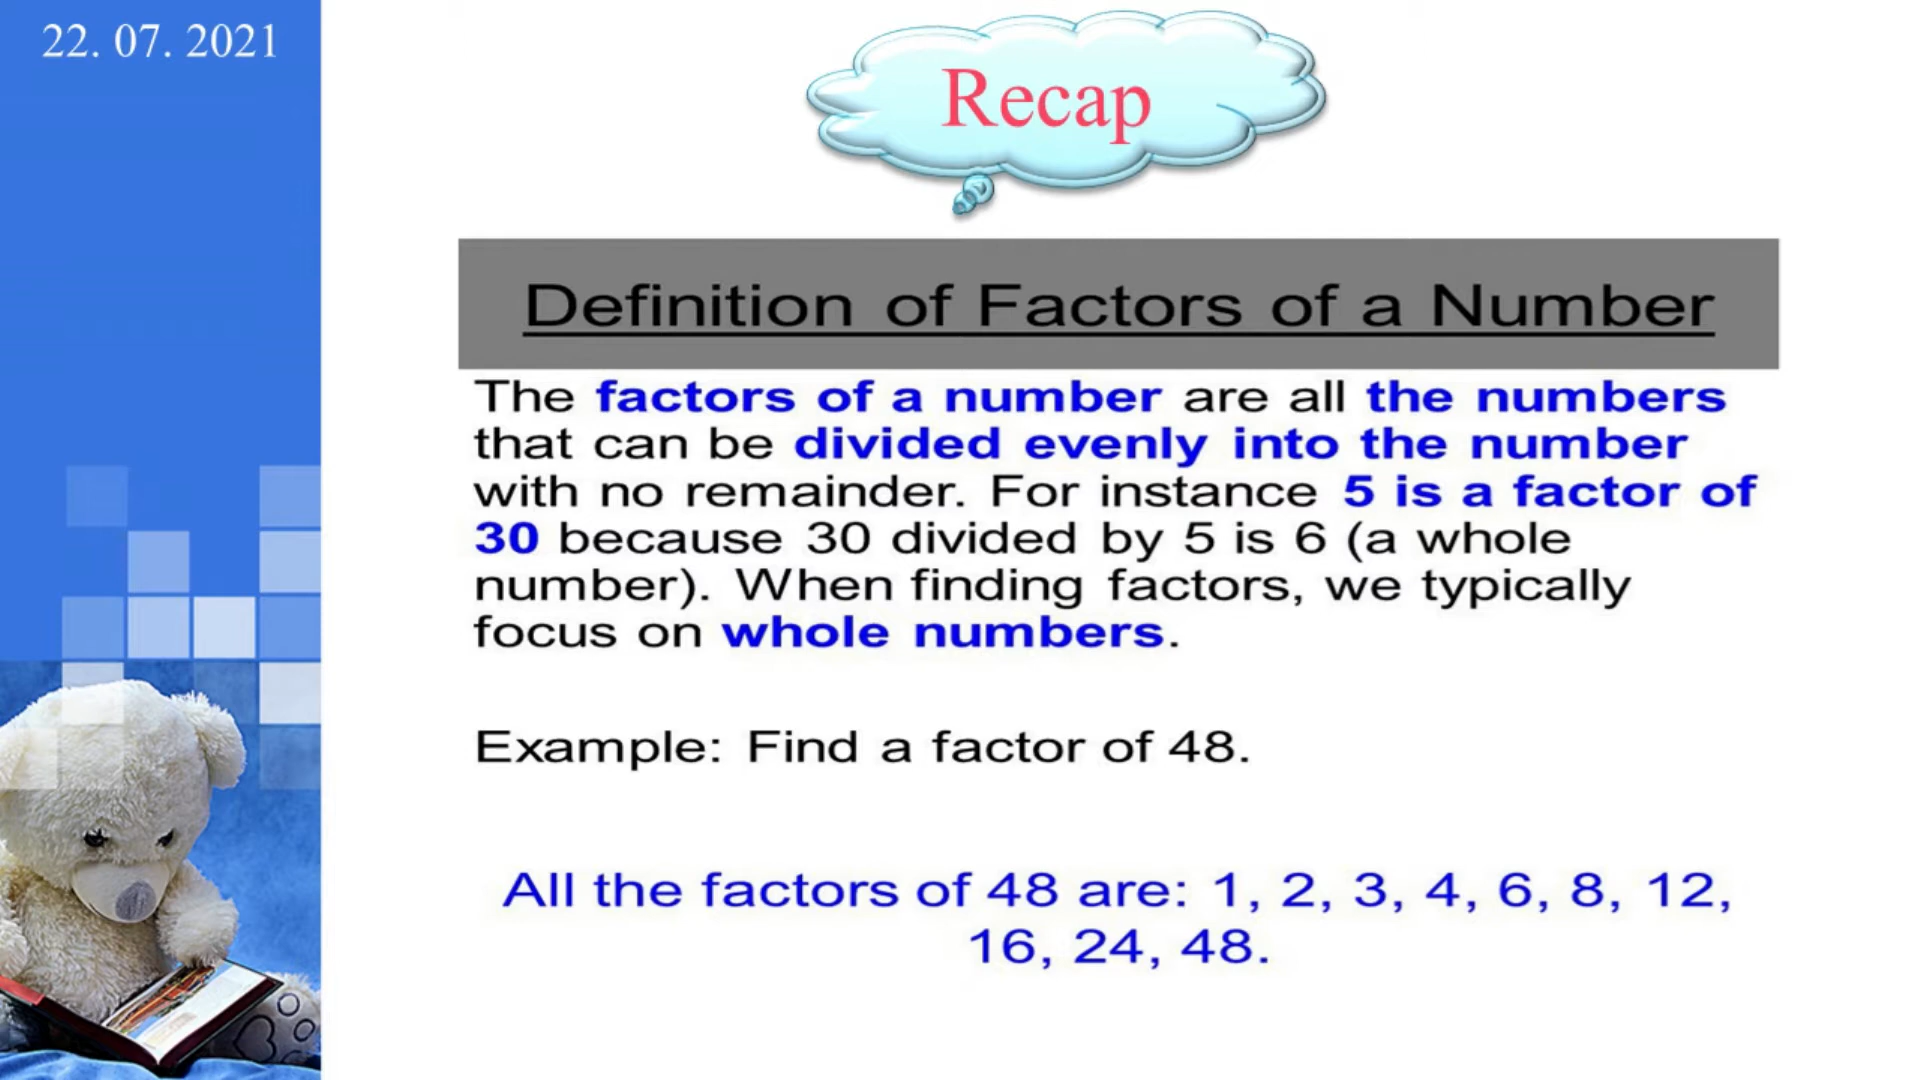 22. 07. 2021
Recap
Definition of Factors of a Number
The factors of a number are all the numbers
that can be divided evenly into the number
with no remainder. For instance 5 is a factor of
30 because 30 divided by 5 is 6 (a whole
number). When finding factors, we typically
focus on whole numbers.
Example: Find a factor of 48.
All the factors of 48 are: 1, 2, 3, 4, 6, 8, 12,
16, 24, 48.